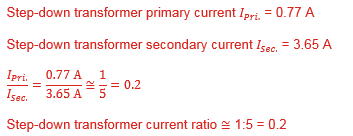 Step-down transformer primary current I_Pri. = 0.77 A
Step-down transformer secondary current I_Sec. = 3.65 A
I_Pri./I_Sec. = 0.77 A/3.65 A ≅ 1/5 = 0.2
Step-down transformer current ratio ≅ 1:5 = 0.2